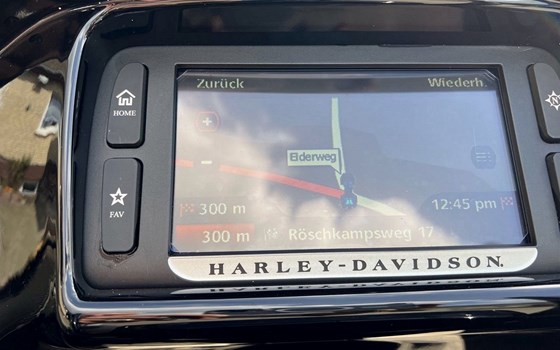 Zurück
Wiederh.
HOME
Elderweg
FAV
300 m
12:45 pm
300 m
Röschkampsweg 17
HARLEY-DAVIDSON.